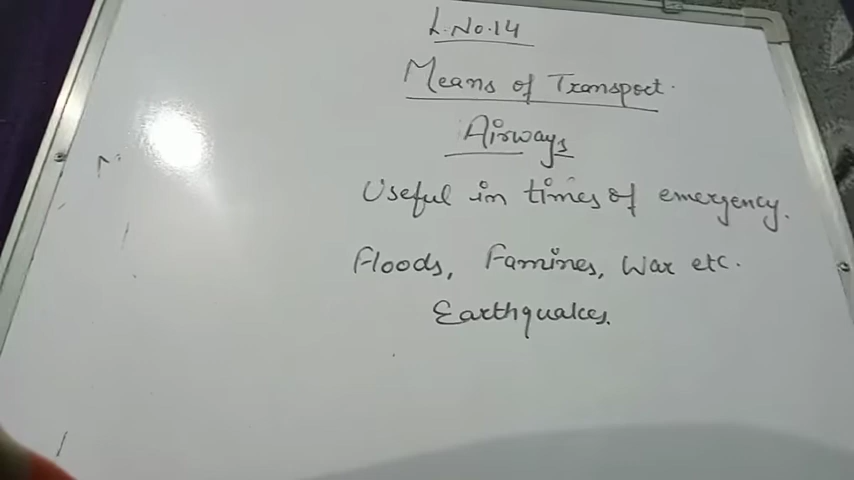 L.No.14
Means of Transport.
Airways
Useful in times of emergency.
Floods, Famines, War etc.
Earthquakes.